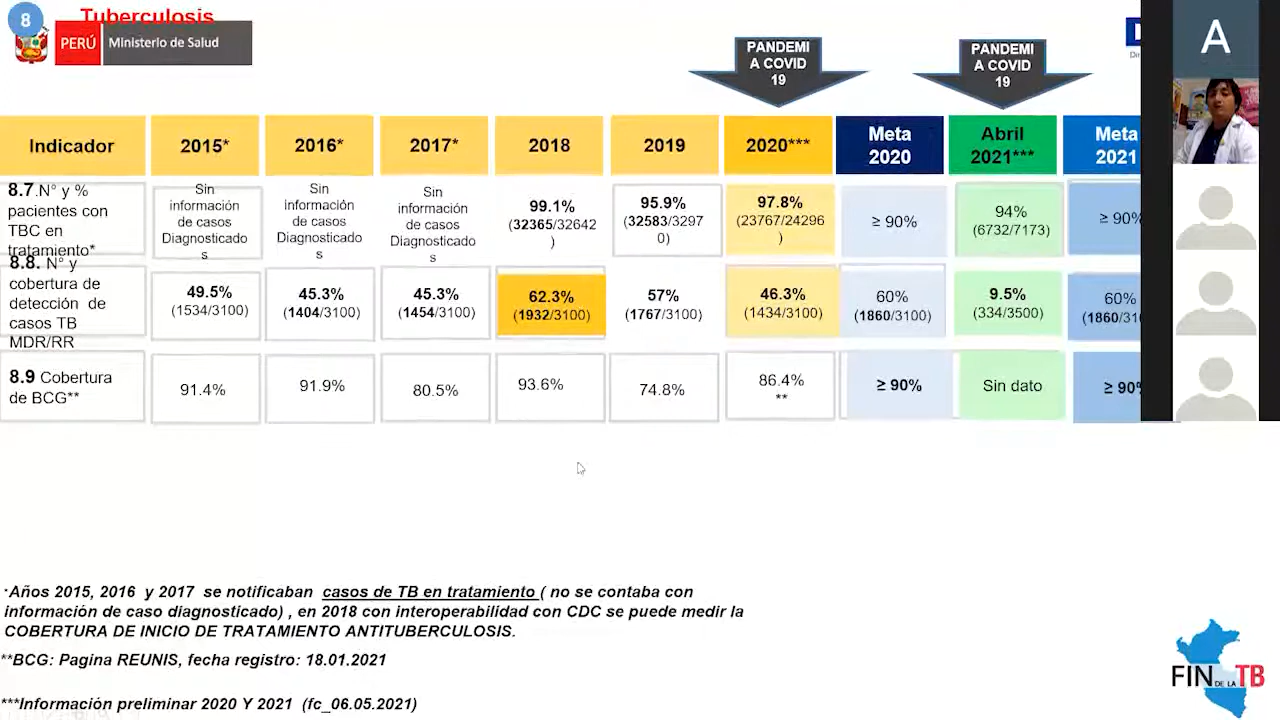 8
Tuberculosis
PERÚ
Ministerio de Salud
PANDEMI
A COVID
19
PANDEMI
A COVID
19
A
Indicador
2015*
2016*
2017*
2018
2019
2020***
Meta
2020
Abril
2021***
Meta
2021
8.7.N° y %
pacientes con
TBC en
tratamiento*
Sin
información
de casos
Diagnosticado
s
Sin
información
de casos
Diagnosticado
s
Sin
información
de casos
Diagnosticado
s
99.1%
(32365/32642
)
95.9%
(32583/3297
0)
97.8%
(23767/24296
)
≥ 90%
94%
(6732/7173)
≥ 90%
8.8. N° y
cobertura de
detección de
casos TB
MDR/RR
49.5%
(1534/3100)
45.3%
(1404/3100)
45.3%
(1454/3100)
62.3%
(1932/3100)
57%
(1767/3100)
46.3%
(1434/3100)
60%
(1860/3100)
9.5%
(334/3500)
60%
(1860/310
8.9 Cobertura
de BCG**
91.4%
91.9%
80.5%
93.6%
74.8%
86.4%
**
≥ 90%
Sin dato
≥ 90%
*Años 2015, 2016 y 2017 se notificaban casos de TB en tratamiento ( no se contaba con
información de caso diagnosticado) , en 2018 con interoperabilidad con CDC se puede medir la
COBERTURA DE INICIO DE TRATAMIENTO ANTITUBERCULOSIS.
**BCG: Pagina REUNIS, fecha registro: 18.01.2021
***Información preliminar 2020 Y 2021 (fc_06.05.2021)
FIN DE LA TB